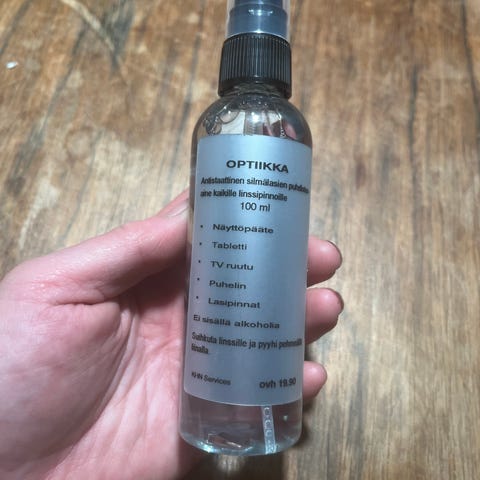 OPTIIKKA
Antistaattinen silmälasien
aine kaikille linssipinnoille
100 ml
• Näyttöpääte
• Tabletti
• TV ruutu
• Puhelin
• Lasipinnat
Ei sisällä alkoholia
Suihkuta linssille ja pyyhi pehmeällä
liinalla.
KHN Services
ovh 19.90